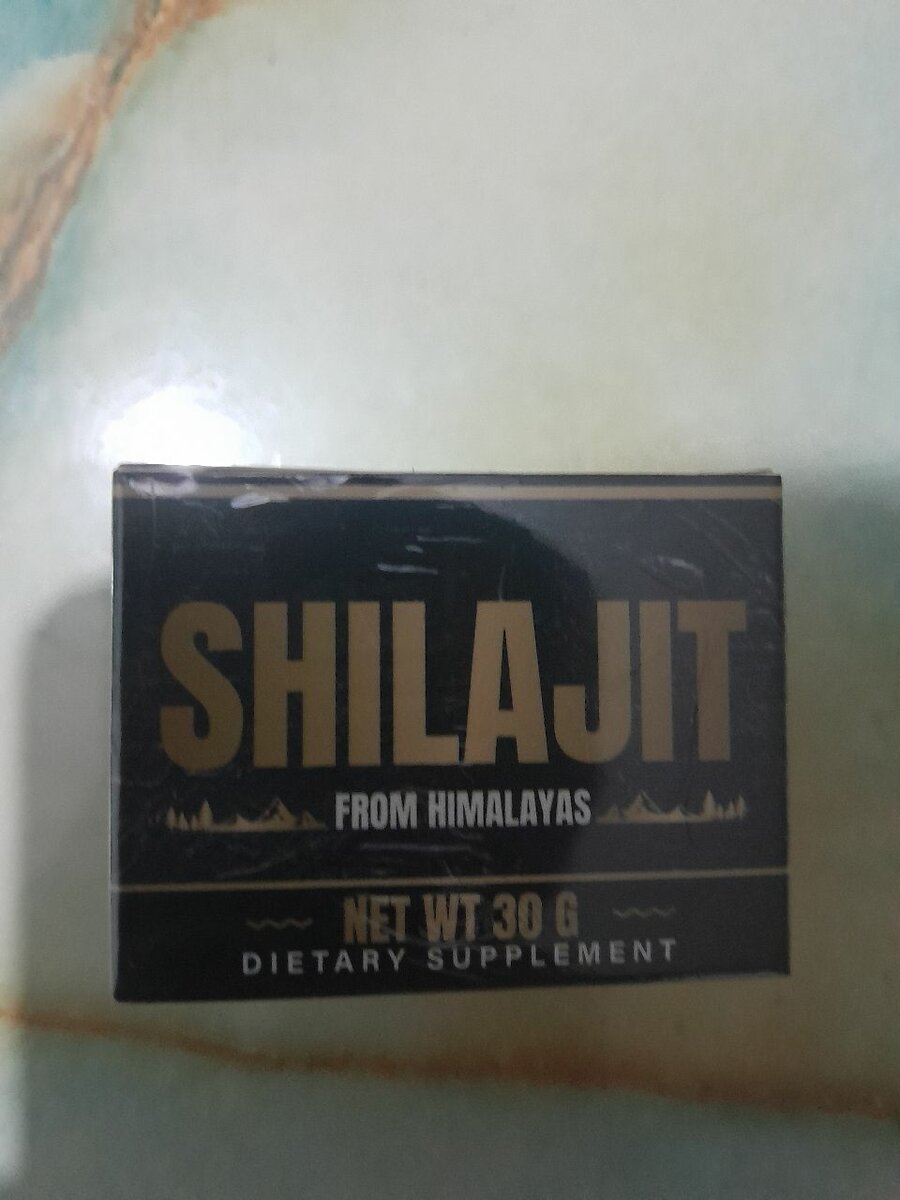 SHILAJIT
FROM HIMALAYAS
NET WT 30 G
DIETARY SUPPLEMENT